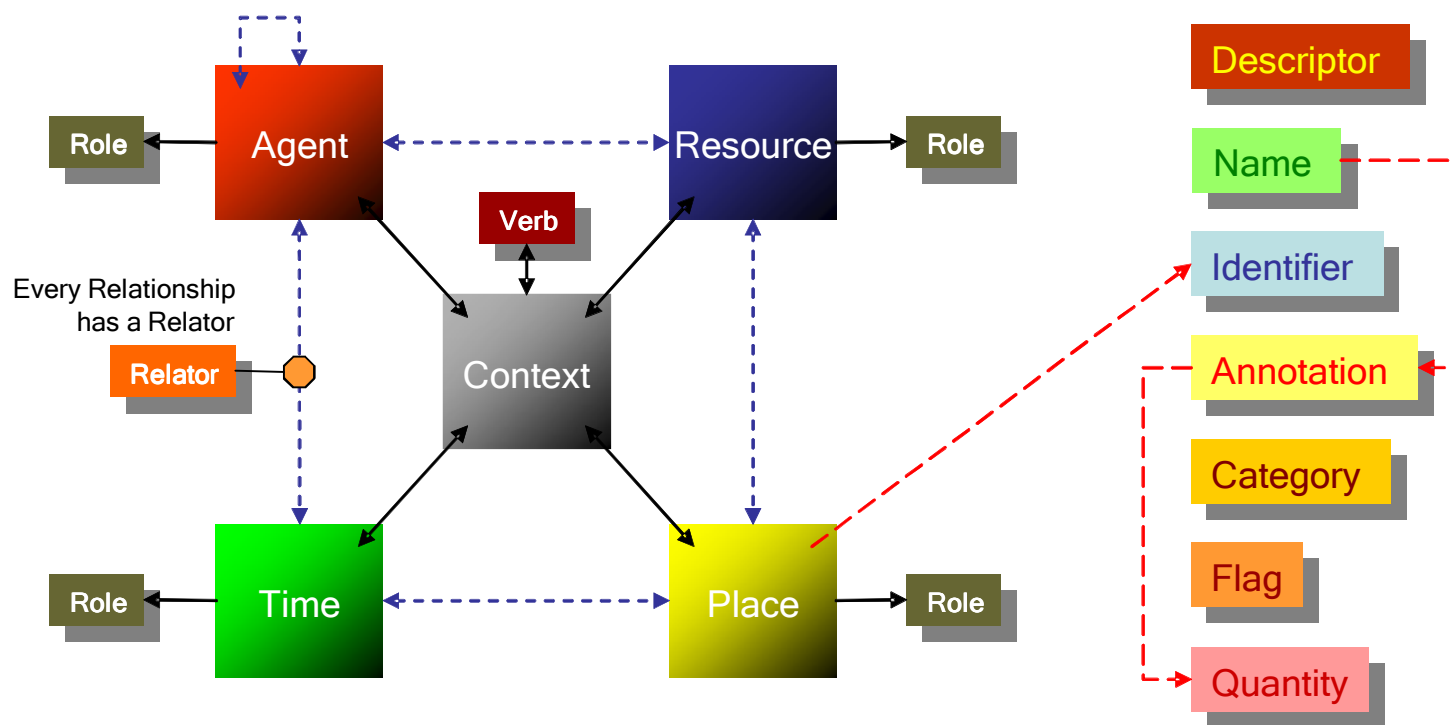 Agent
Resource
Role
Role
Verb
Every Relationship
has a Relator
Relator
Context
Time
Place
Role
Role
Descriptor
Name
Identifier
Annotation
Category
Flag
Quantity